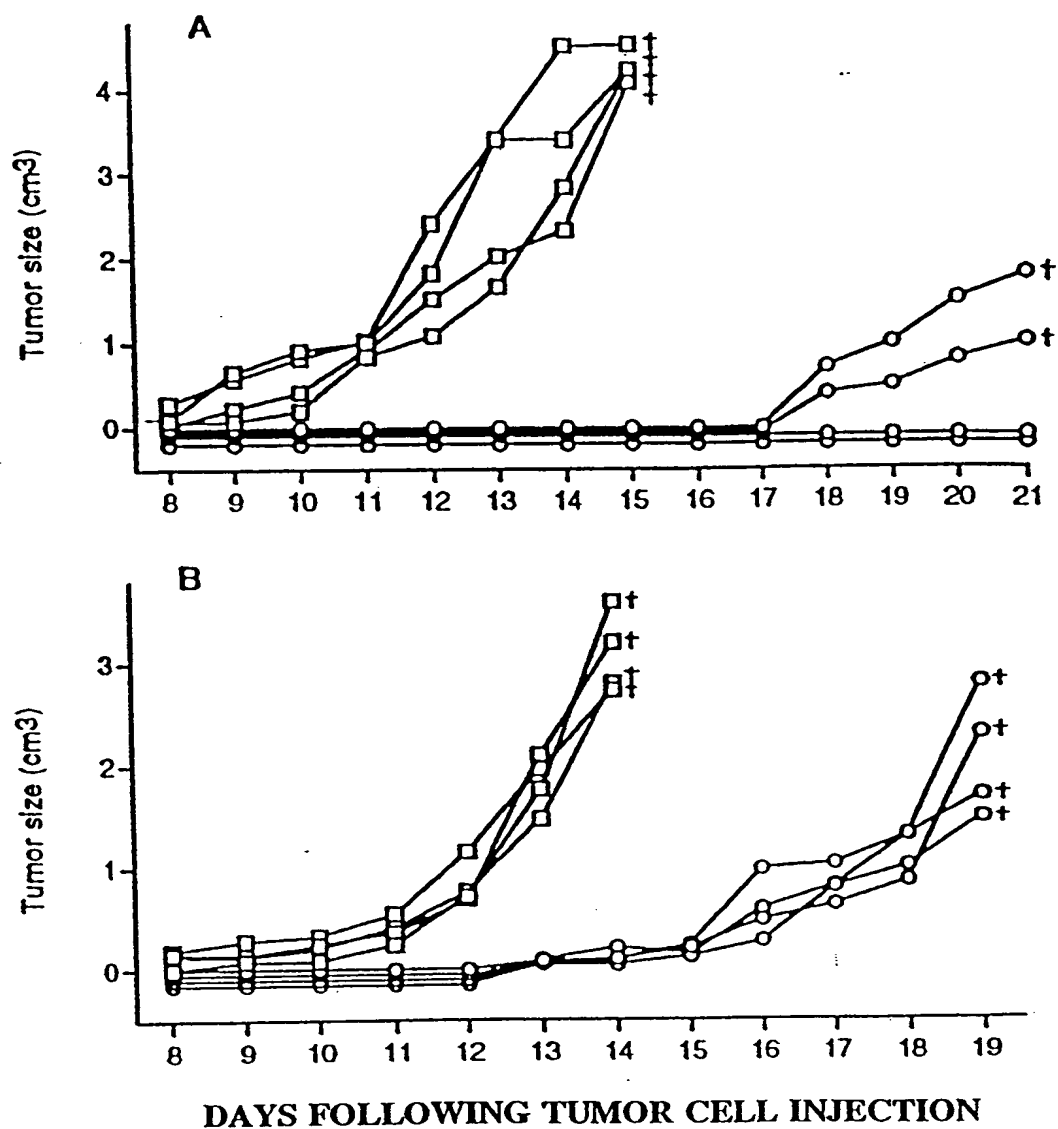 A
Tumor size (cm3)
4
3
2
1
0
† † † †
† †
8 9 10 11 12 13 14 15 16 17 18 19 20 21
B
Tumor size (cm3)
3
2
1
0
† † † †
† † † †
8 9 10 11 12 13 14 15 16 17 18 19
DAYS FOLLOWING TUMOR CELL INJECTION